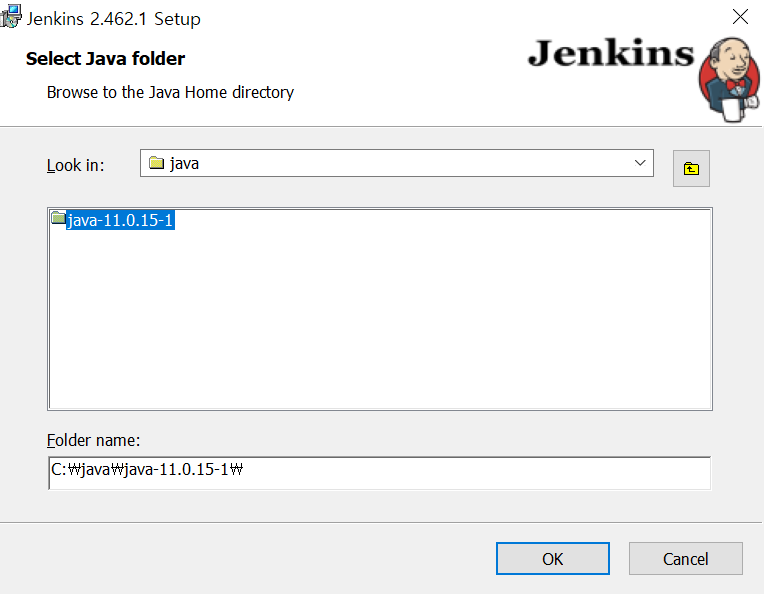 Jenkins 2.462.1 Setup
Select Java folder
Browse to the Java Home directory
Jenkins
Look in:
java
java-11.0.15-1
Folder name:
C:₩java₩java-11.0.15-1₩
OK
Cancel